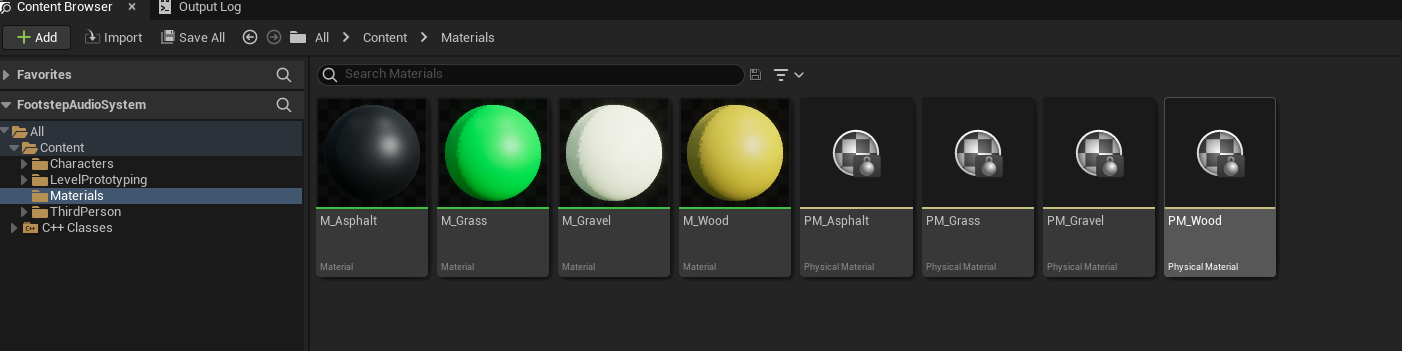 Content Browser
Output Log
Add
Import
Save All
All
Content
Materials
Favorites
Search Materials
FootstepAudioSystem
All
Content
Characters
LevelPrototyping
Materials
ThirdPerson
C++ Classes
M_Asphalt
M_Grass
M_Gravel
M_Wood
PM_Asphalt
PM_Grass
PM_Gravel
PM_Wood
Material
Material
Material
Material
Physical Material
Physical Material
Physical Material
Physical Material